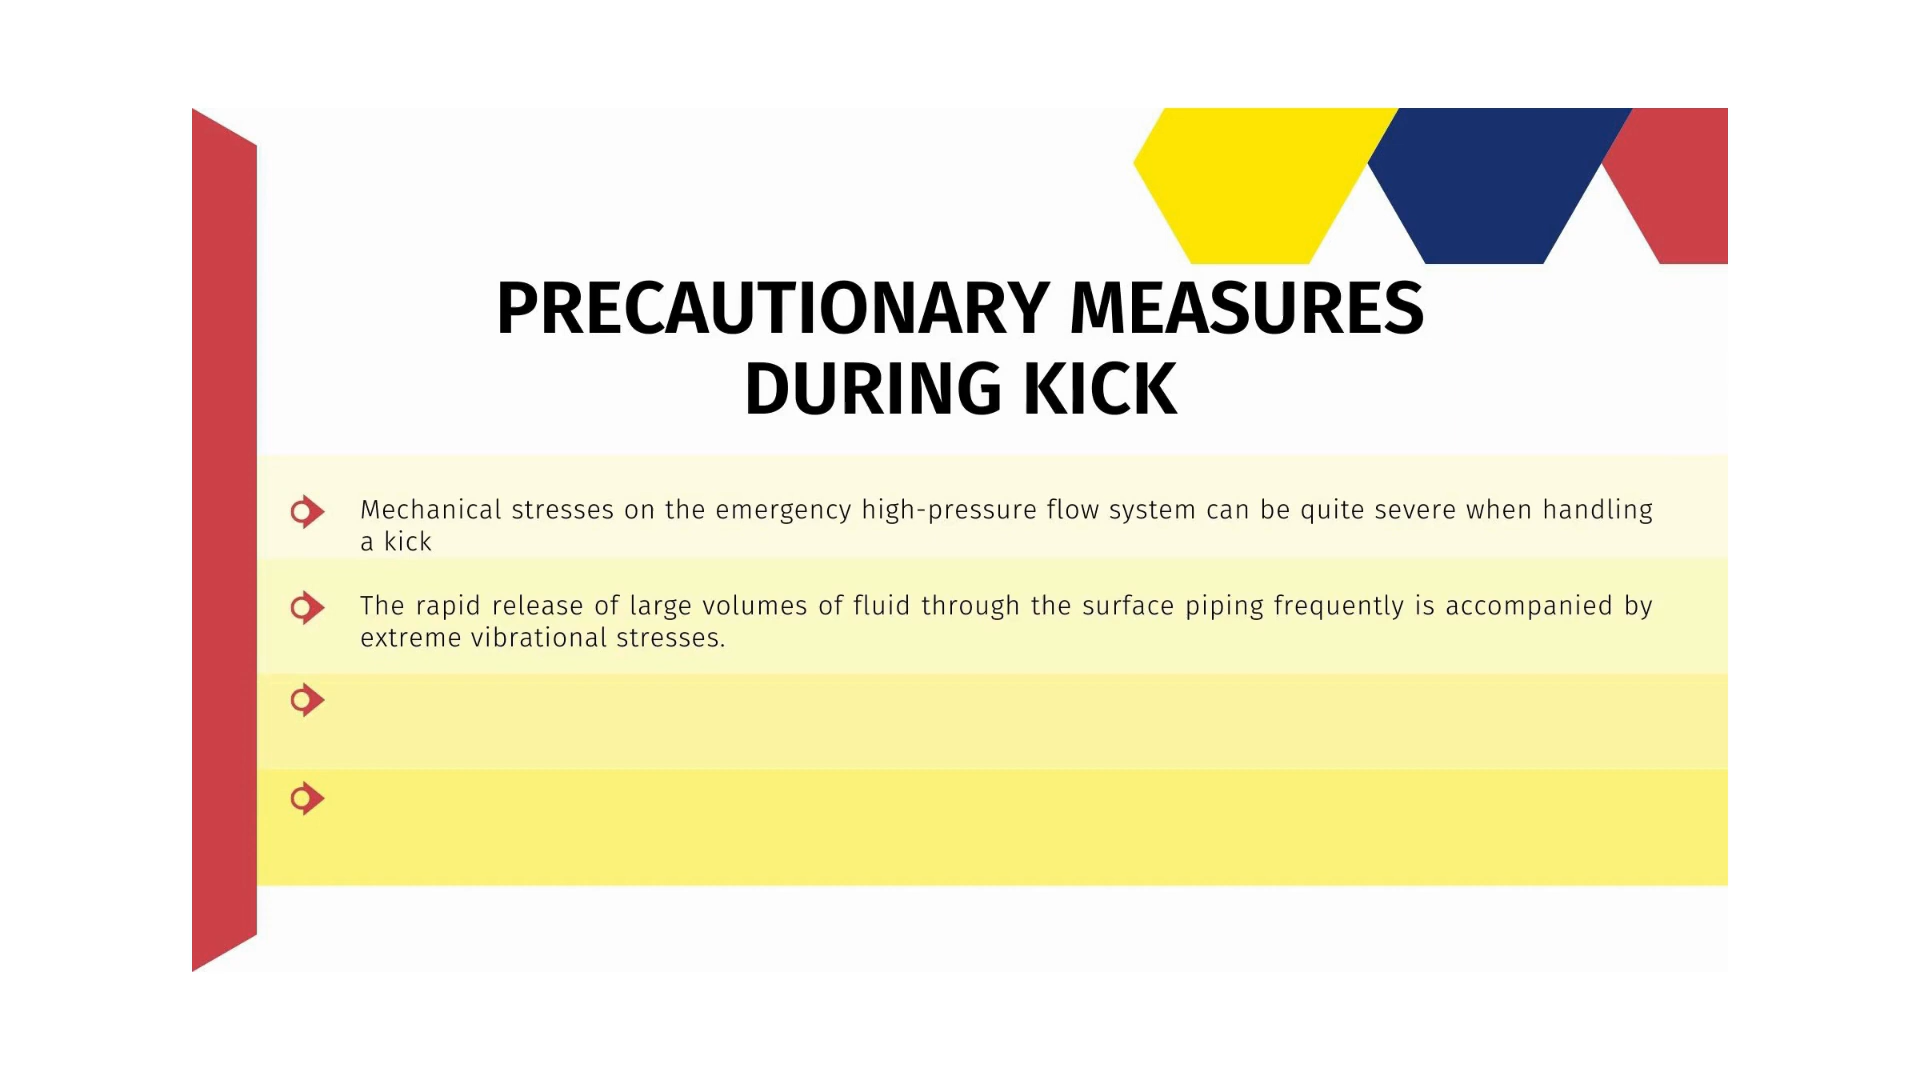 PRECAUTIONARY MEASURES
DURING KICK
Mechanical stresses on the emergency high-pressure flow system can be quite severe when handling
a kick
The rapid release of large volumes of fluid through the surface piping frequently is accompanied by
extreme vibrational stresses.